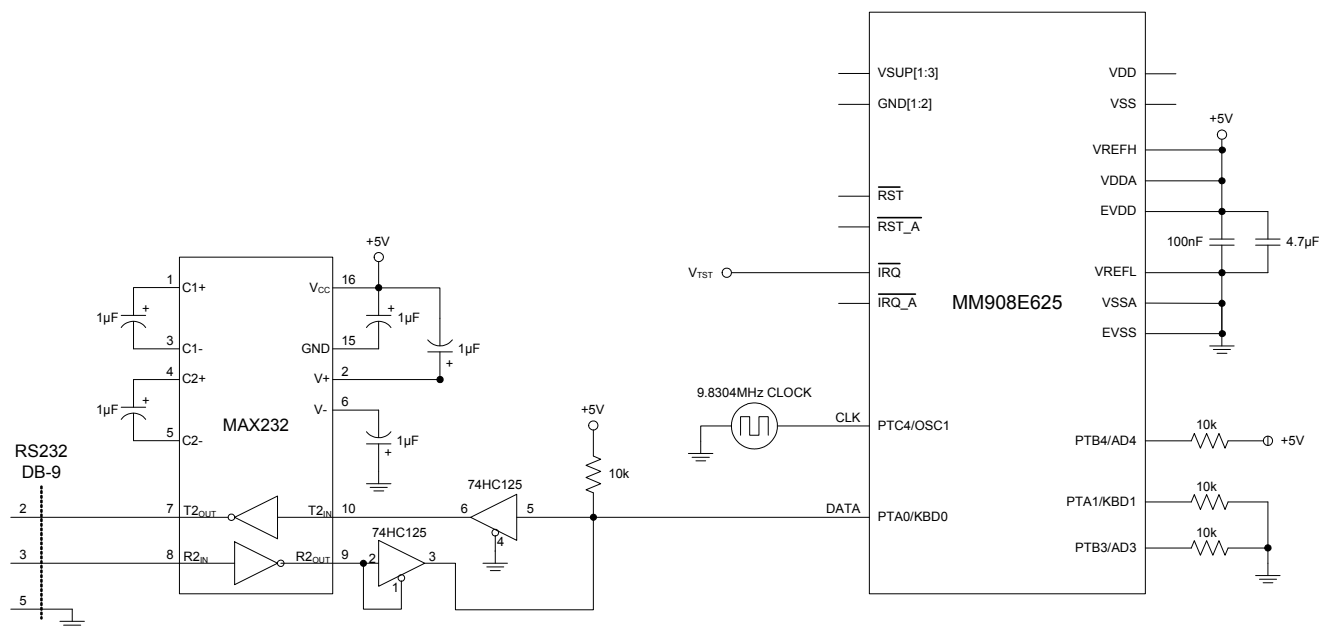 RS232
DB-9
2
3
5
MAX232
1
C1+
3
C1-
4
C2+
5
C2-
7
T2OUT
8
R2IN
VCC
16
GND
15
V+
2
V-
6
T2IN
10
R2OUT
9
1µF
+
1µF
+
+5V
+
1µF
1µF
+
1µF
+
74HC125
6
5
4
74HC125
2
3
1
+5V
10k
DATA
VTST
9.8304MHz CLOCK
CLK
MM908E625
VSUP[1:3]
GND[1:2]
RST
RST_A
IRQ
IRQ_A
PTC4/OSC1
PTA0/KBD0
VDD
VSS
VREFH
VDDA
EVDD
VREFL
VSSA
EVSS
PTB4/AD4
PTA1/KBD1
PTB3/AD3
+5V
100nF
4.7µF
10k
+5V
10k
10k